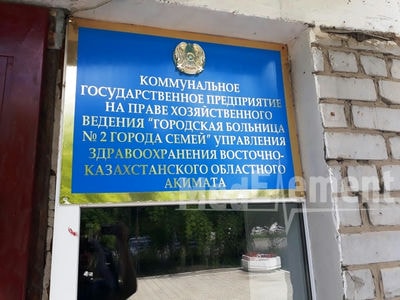 КОММУНАЛЬНОЕ
ГОСУДАРСТВЕННОЕ ПРЕДПРИЯТИЕ
НА ПРАВЕ ХОЗЯЙСТВЕННОГО
ВЕДЕНИЯ "ГОРОДСКАЯ БОЛЬНИЦА
№ 2 ГОРОДА СЕМЕЙ" УПРАВЛЕНИЯ
ЗДРАВООХРАНЕНИЯ ВОСТОЧНО-
КАЗАХСТАНСКОГО ОБЛАСТНОГО
АКИМАТА
MedElement